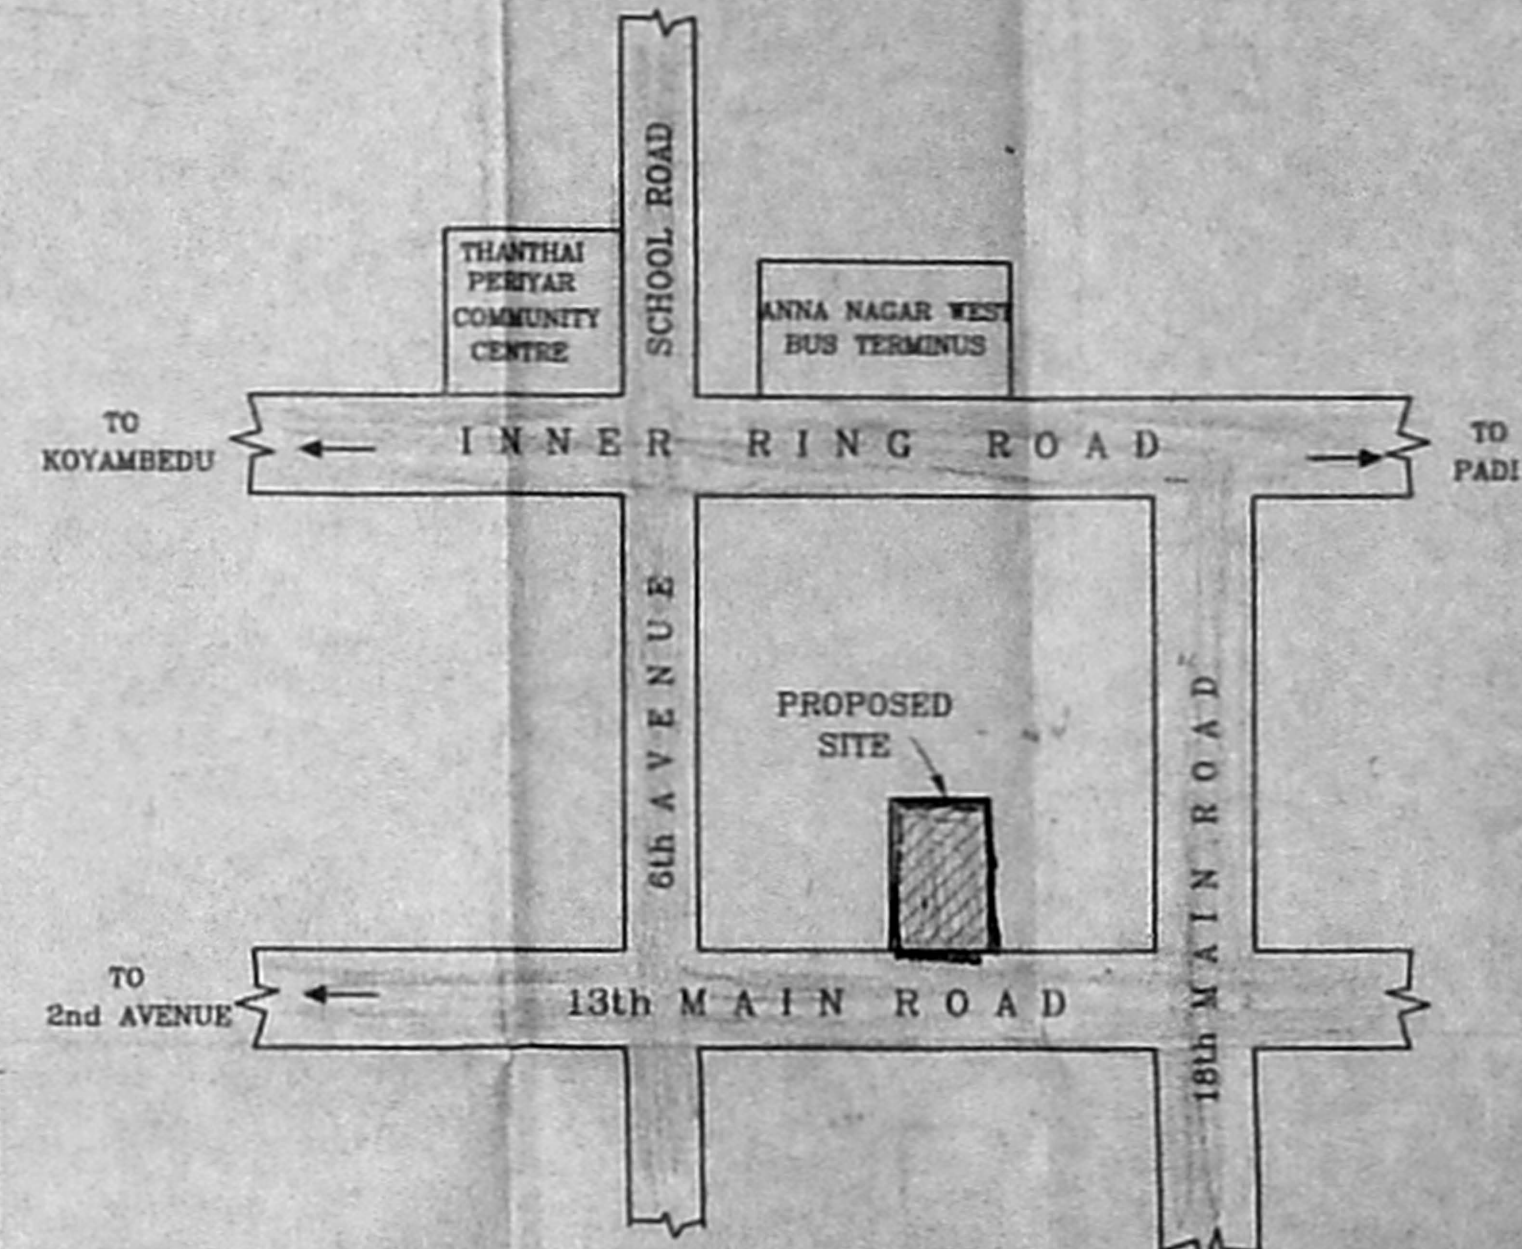 SCHOOL ROAD
THANTHAI
PERIYAR
COMMUNITY
CENTRE
ANNA NAGAR WEST
BUS TERMINUS
TO
KOYAMBEDU
INNER RING ROAD
TO
PADI
6th AVENUE
PROPOSED
SITE
18th MAIN ROAD
TO
2nd AVENUE
13th MAIN ROAD